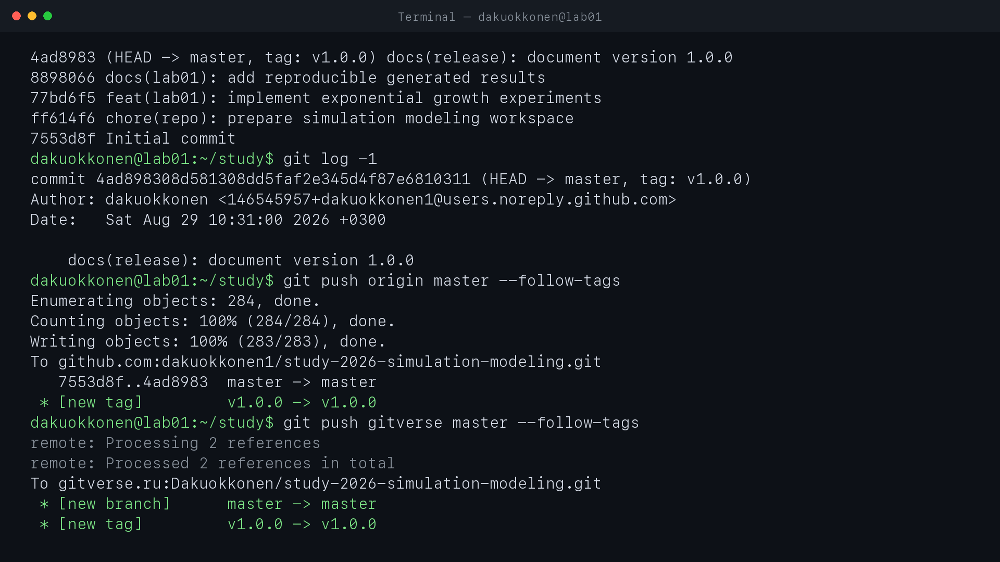 Terminal — dakuokkonen@lab01
4ad8983 (HEAD -> master, tag: v1.0.0) docs(release): document version 1.0.0
8898066 docs(lab01): add reproducible generated results
77bd6f5 feat(lab01): implement exponential growth experiments
ff614f6 chore(repo): prepare simulation modeling workspace
7553d8f Initial commit
dakuokkonen@lab01:~/study$ git log -1
commit 4ad898308d581308dd5faf2e345d4f87e6810311 (HEAD -> master, tag: v1.0.0)
Author: dakuokkonen <146545957+dakuokkonen1@users.noreply.github.com>
Date:   Sat Aug 29 10:31:00 2026 +0300
    docs(release): document version 1.0.0
dakuokkonen@lab01:~/study$ git push origin master --follow-tags
Enumerating objects: 284, done.
Counting objects: 100% (284/284), done.
Writing objects: 100% (283/283), done.
To github.com:dakuokkonen1/study-2026-simulation-modeling.git
   7553d8f..4ad8983  master -> master
 * [new tag]         v1.0.0 -> v1.0.0
dakuokkonen@lab01:~/study$ git push gitverse master --follow-tags
remote: Processing 2 references
remote: Processed 2 references in total
To gitverse.ru:Dakuokkonen/study-2026-simulation-modeling.git
 * [new branch]      master -> master
 * [new tag]         v1.0.0 -> v1.0.0